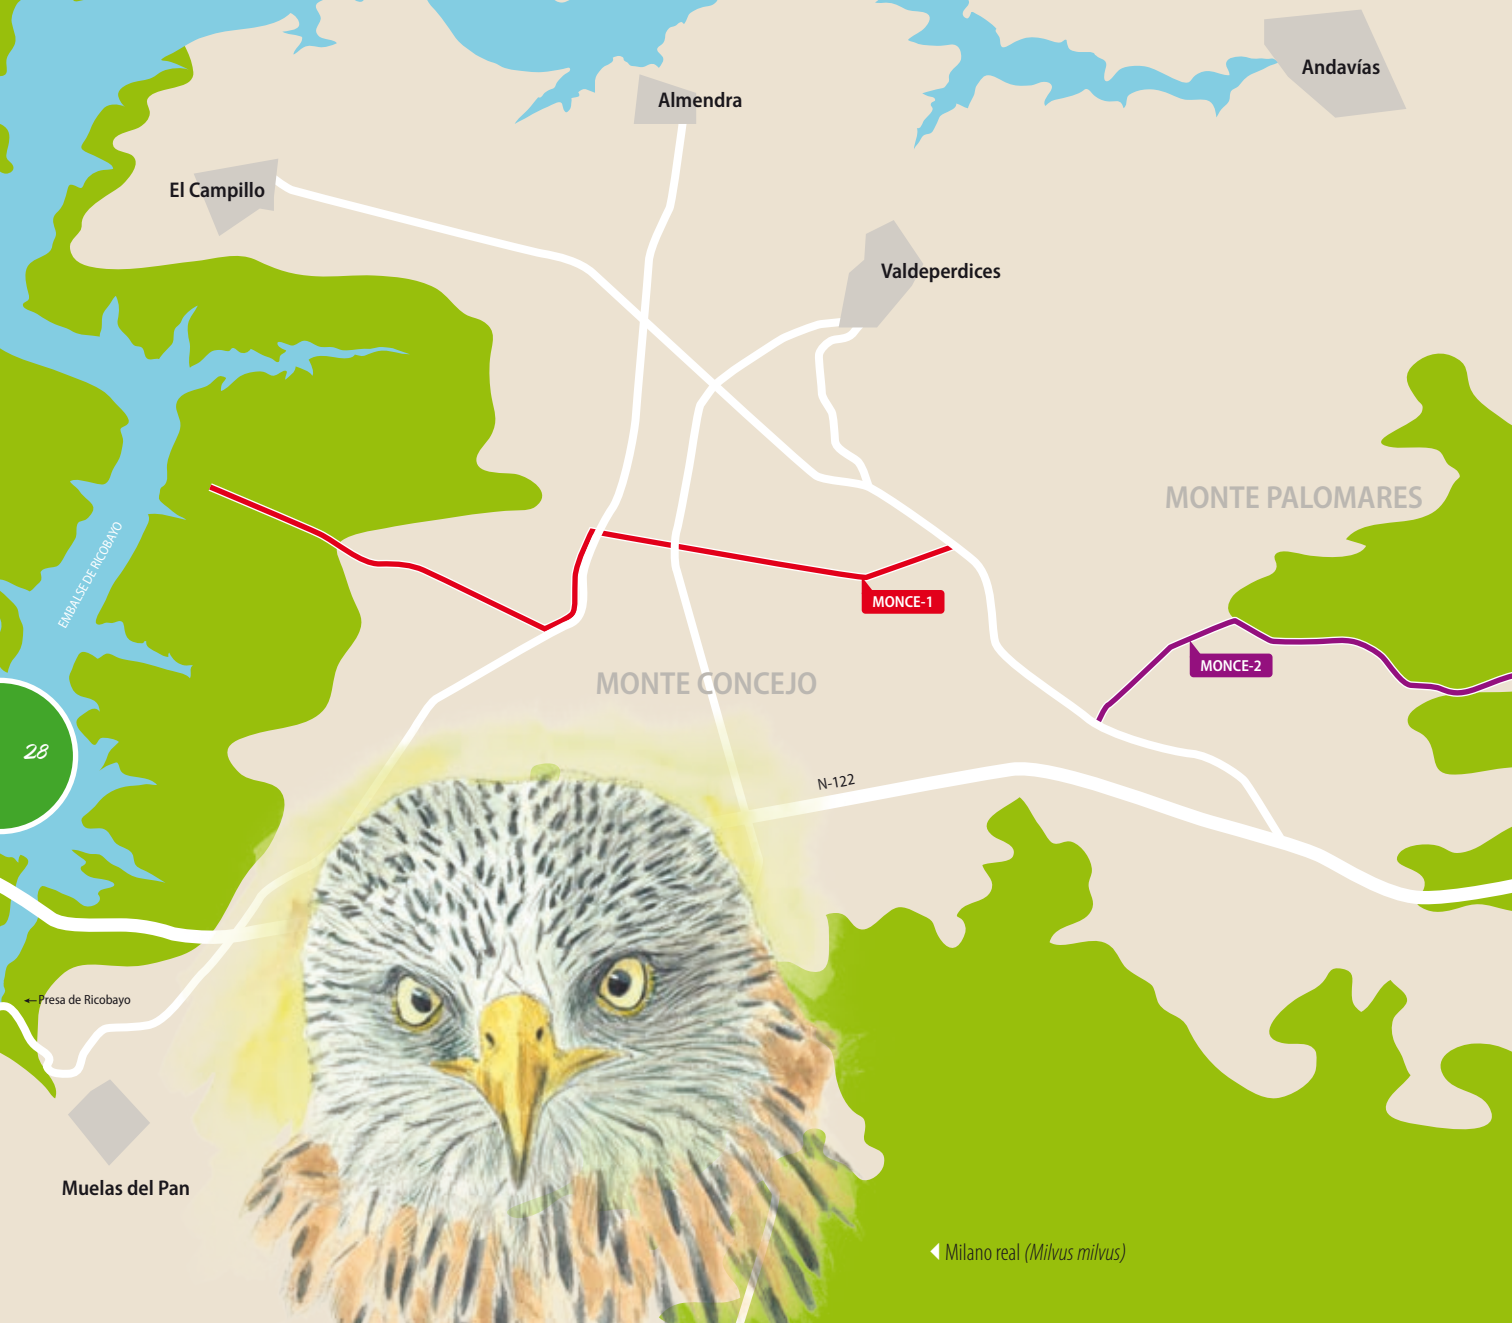 Andavías
Almendra
El Campillo
Valdeperdices
MONTE PALOMARES
EMBALSE DE RICOBAYO
MONCE-1
MONCE-2
MONTE CONCEJO
28
N-122
←Presa de Ricobayo
Muelas del Pan
Milano real (Milvus milvus)